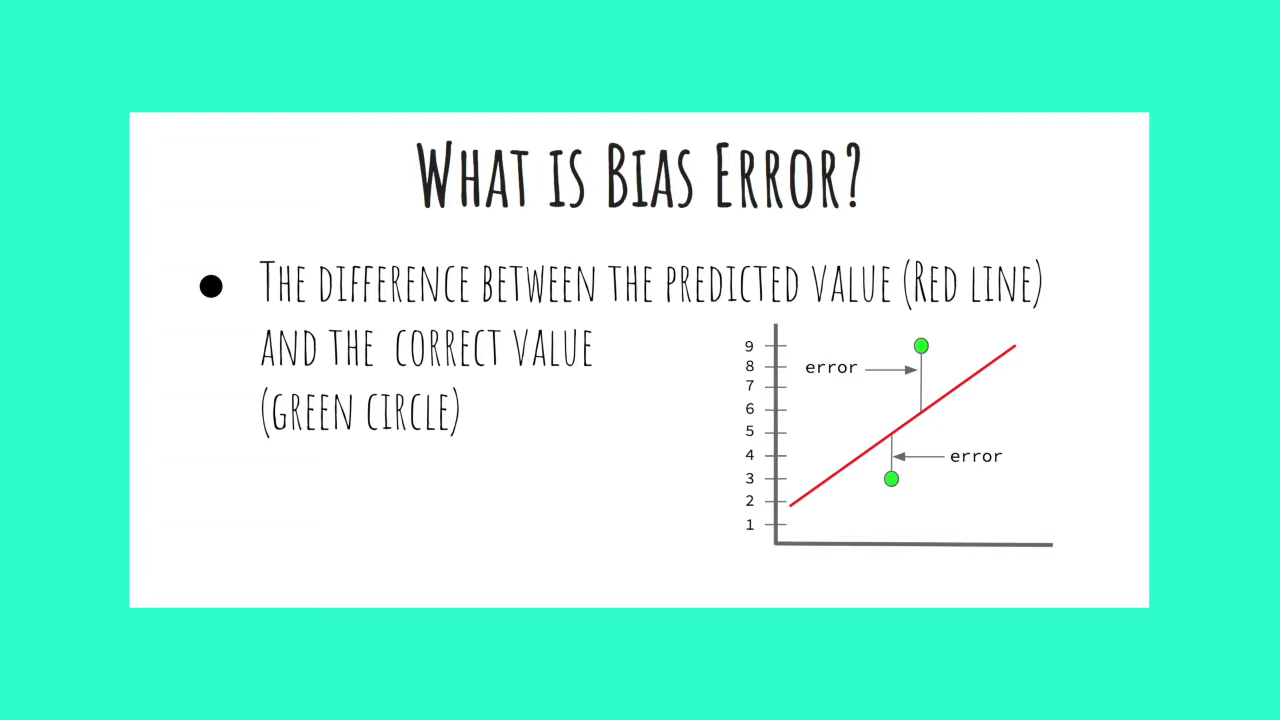 WHAT IS BIAS ERROR?
● THE DIFFERENCE BETWEEN THE PREDICTED VALUE (RED LINE)
AND THE CORRECT VALUE
(GREEN CIRCLE)
9
error
8
7
6
5
4
error
3
2
1